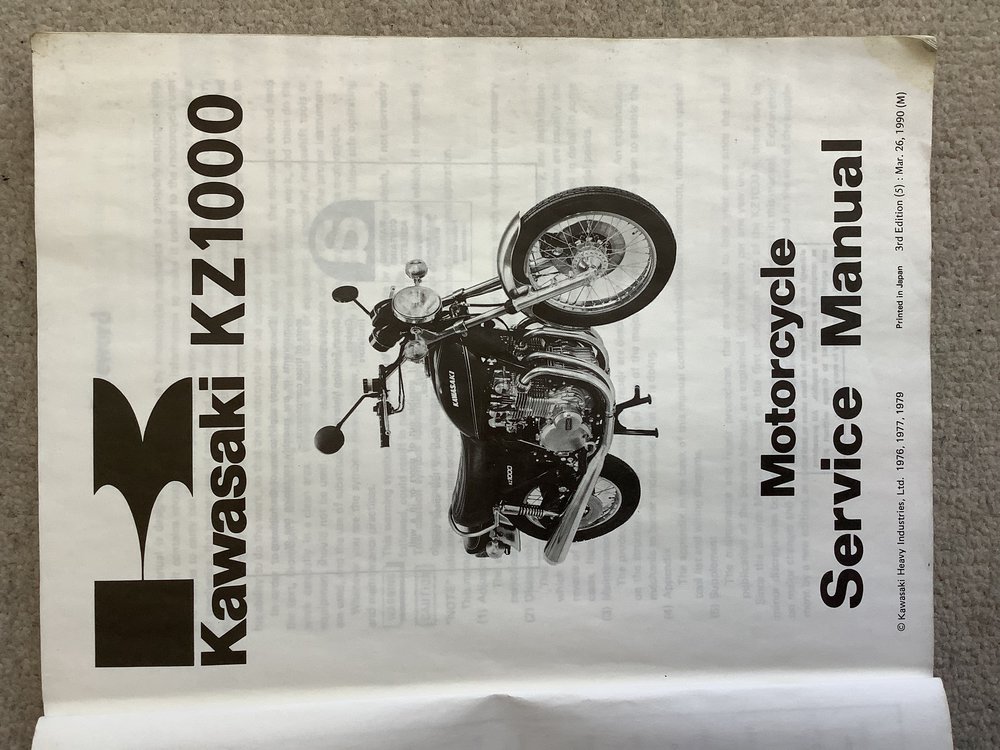 Kawasaki KZ1000
KAWASAKI
KZ1000
Motorcycle
Service Manual
© Kawasaki Heavy Industries, Ltd. 1976, 1977, 1979 Printed in Japan 3rd Edition (5) : Mar. 26, 1990 (M)